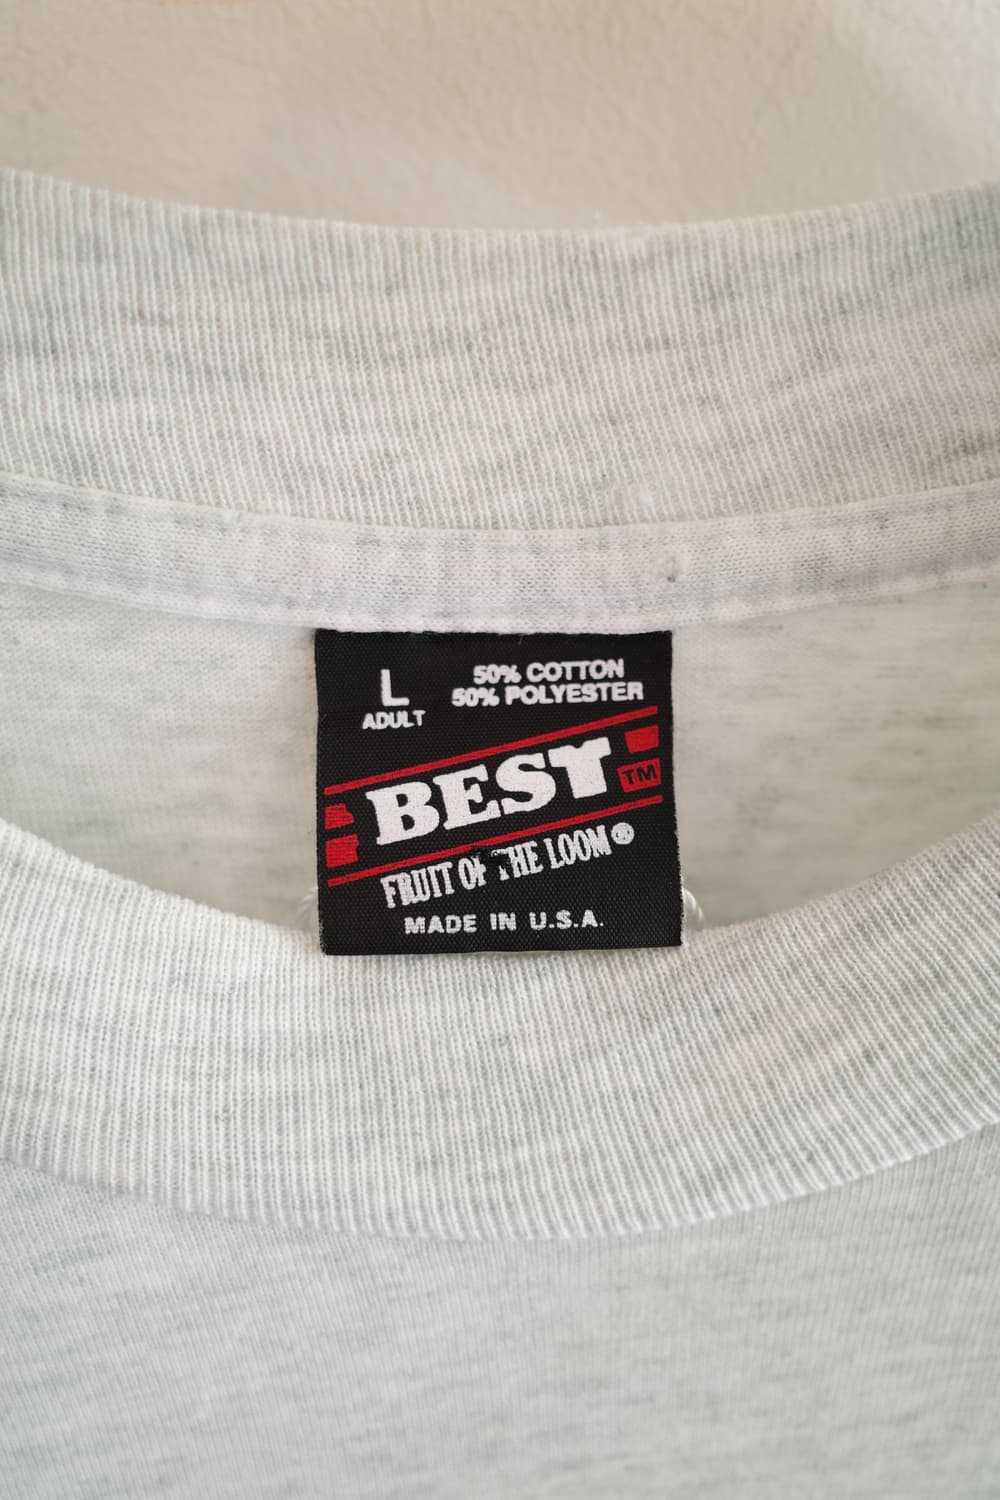 L
ADULT
50% COTTON
50% POLYESTER
BEST TM
FRUIT OF THE LOOM®
MADE IN U.S.A.